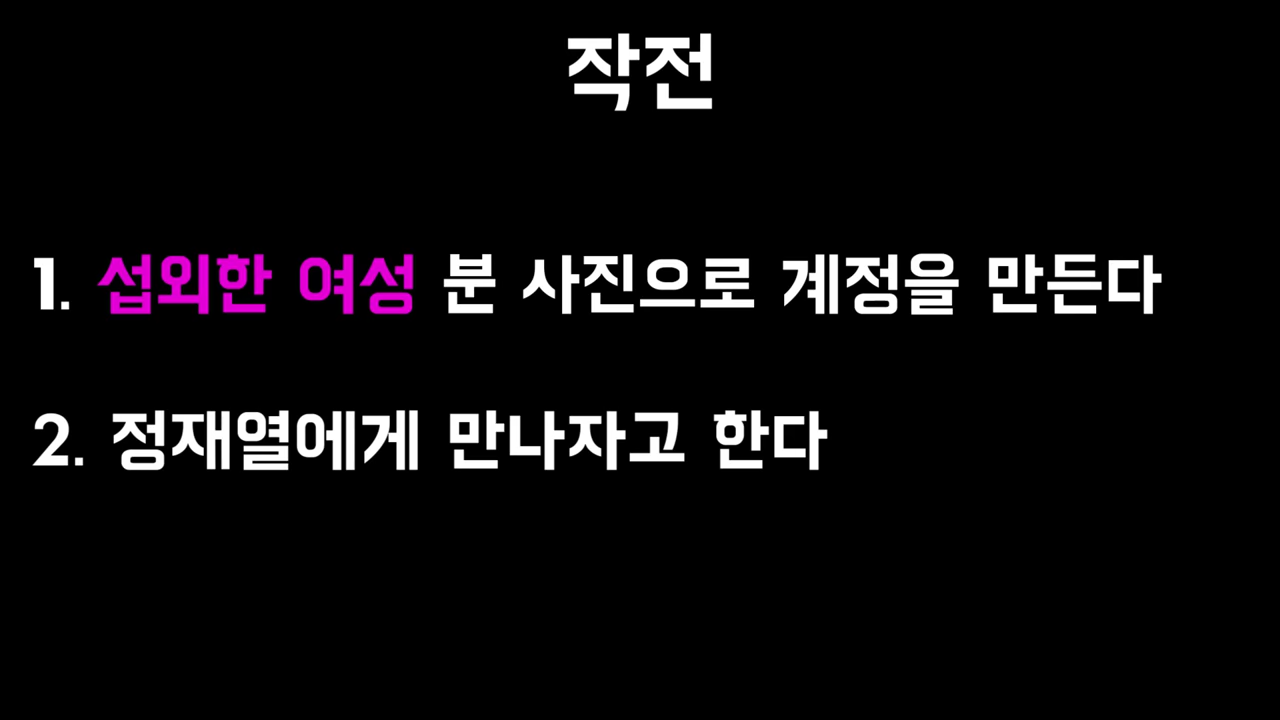 작전
1. 섭외한 여성 분 사진으로 계정을 만든다
2. 정재열에게 만나자고 한다